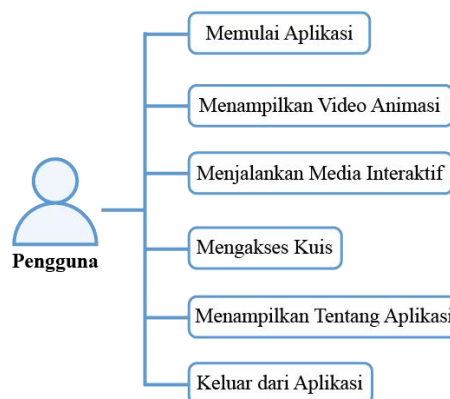 Memulai Aplikasi
Menampilkan Video Animasi
Menjalankan Media Interaktif
Pengguna
Mengakses Kuis
Menampilkan Tentang Aplikasi
Keluar dari Aplikasi